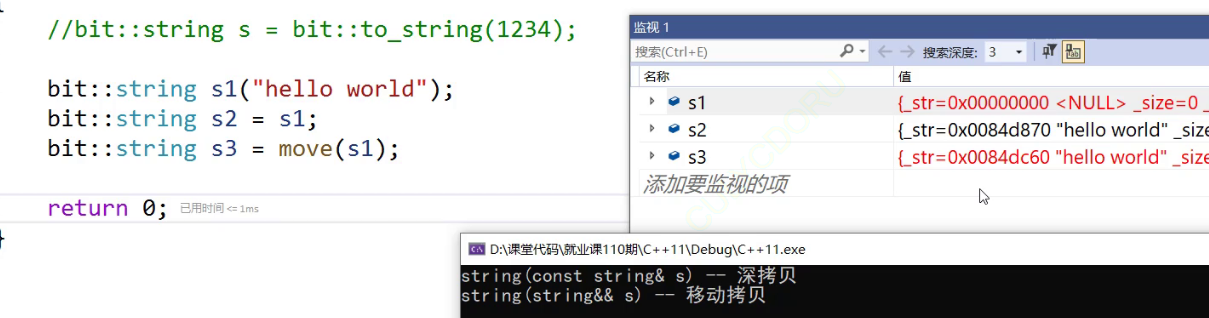 //bit::string s = bit::to_string(1234);
bit::string s1("hello world");
bit::string s2 = s1;
bit::string s3 = move(s1);
return 0; 已用时间 <= 1ms
}
监视 1
搜索(Ctrl+E)
搜索深度: 3
名称 值
s1 {_str=0x00000000 <NULL> _size=0 _
s2 {_str=0x0084d870 "hello world" _size
s3 {_str=0x0084dc60 "hello world" _size
添加要监视的项
D:\课堂代码\就业课110期\C++11\Debug\C++11.exe
string(const string& s) -- 深拷贝
string(string&& s) -- 移动拷贝